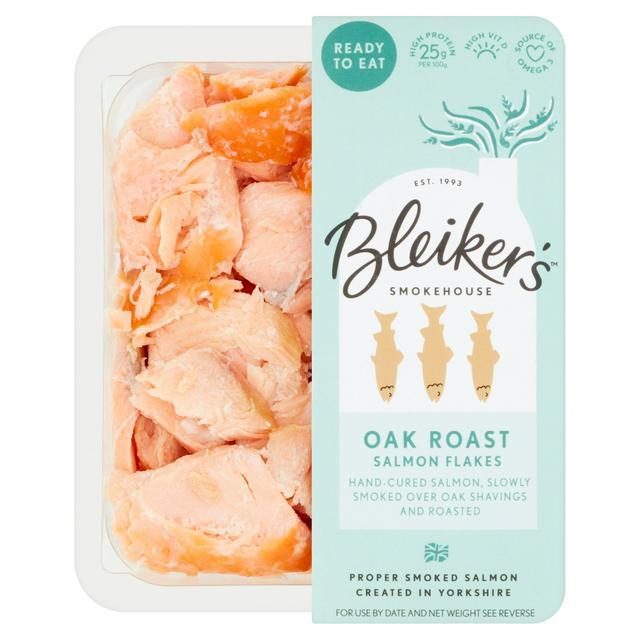 READY
TO EAT
HIGH PROTEIN
25g
PER 100g
HIGH VIT D
SOURCE OF
OMEGA 3
EST. 1993
Bleiker's™
SMOKEHOUSE
OAK ROAST
SALMON FLAKES
HAND-CURED SALMON, SLOWLY
SMOKED OVER OAK SHAVINGS
AND ROASTED
PROPER SMOKED SALMON
CREATED IN YORKSHIRE
FOR USE BY DATE AND NET WEIGHT SEE REVERSE